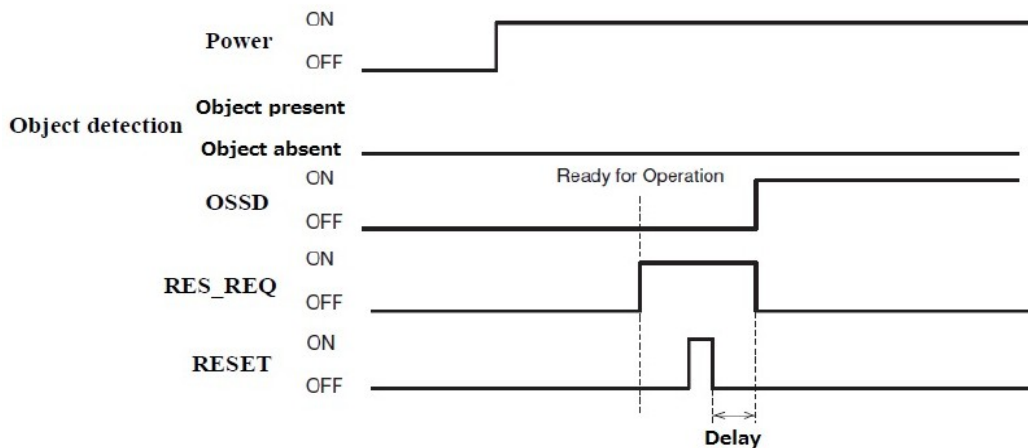 ON
Power
OFF
Object present
Object detection
Object absent
ON
Ready for Operation
OSSD
OFF
ON
RES_REQ
OFF
ON
RESET
OFF
Delay